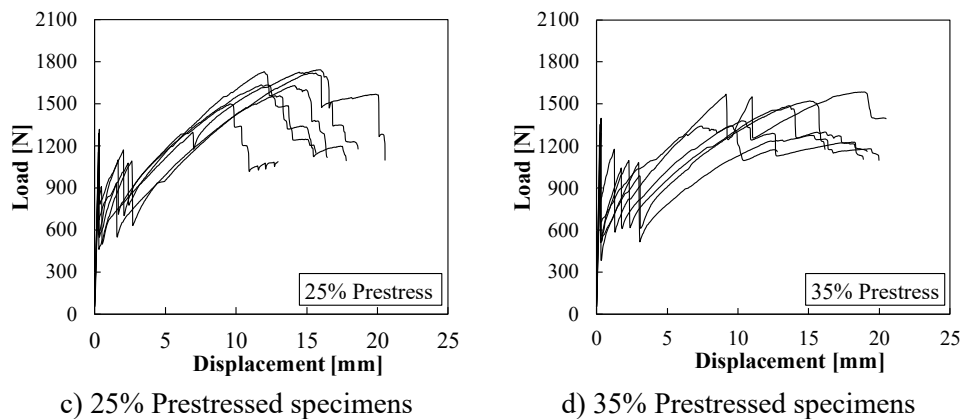 2100
1800
1500
1200
900
600
300
0
Load [N]
0 5 10 15 20 25
Displacement [mm]
25% Prestress
c) 25% Prestressed specimens
2100
1800
1500
1200
900
600
300
0
Load [N]
0 5 10 15 20 25
Displacement [mm]
35% Prestress
d) 35% Prestressed specimens